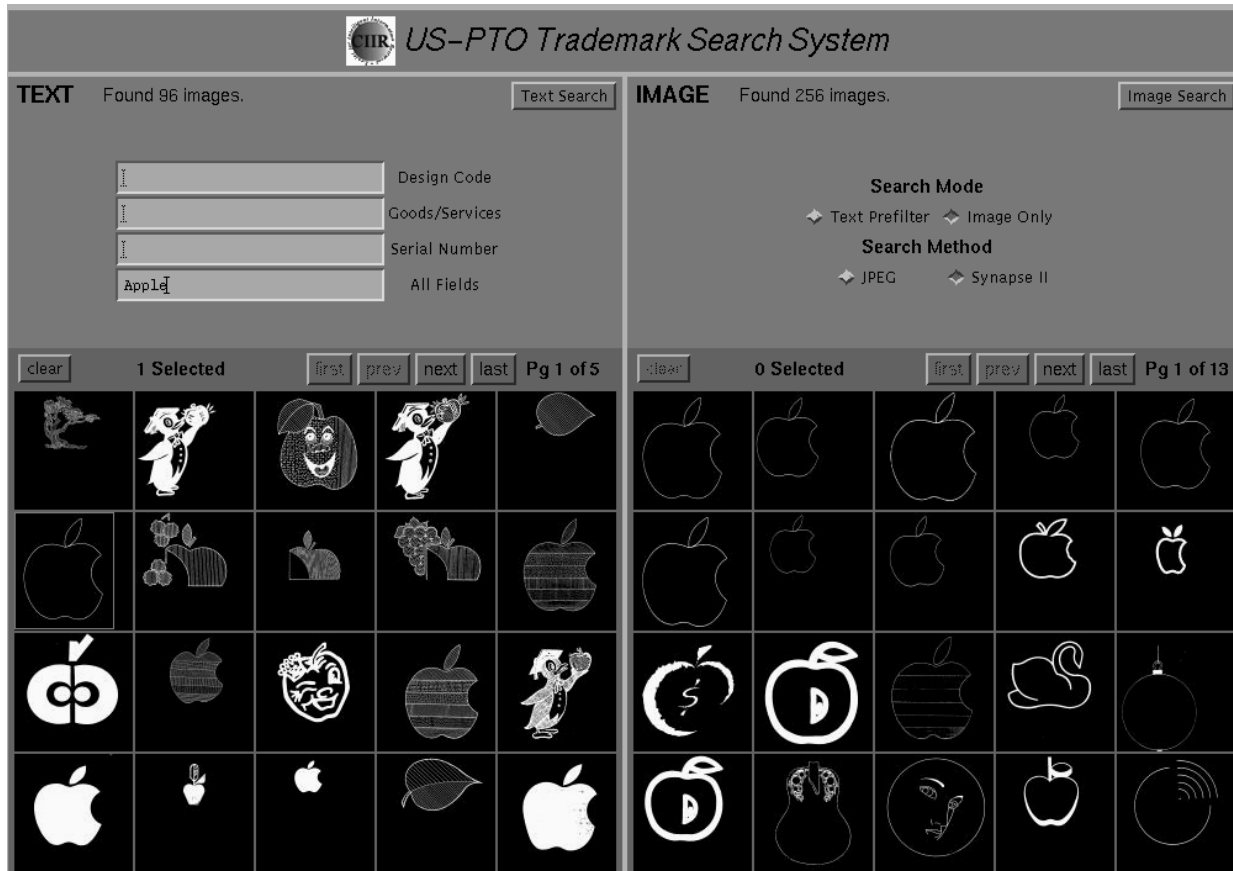 CIIR US-PTO Trademark Search System
TEXT Found 96 images. Text Search
Design Code
Goods/Services
Serial Number
Apple All Fields
clear 1 Selected first prev next last Pg 1 of 5
IMAGE Found 256 images. Image Search
Search Mode
Text Prefilter Image Only
Search Method
JPEG Synapse II
clear 0 Selected first prev next last Pg 1 of 13